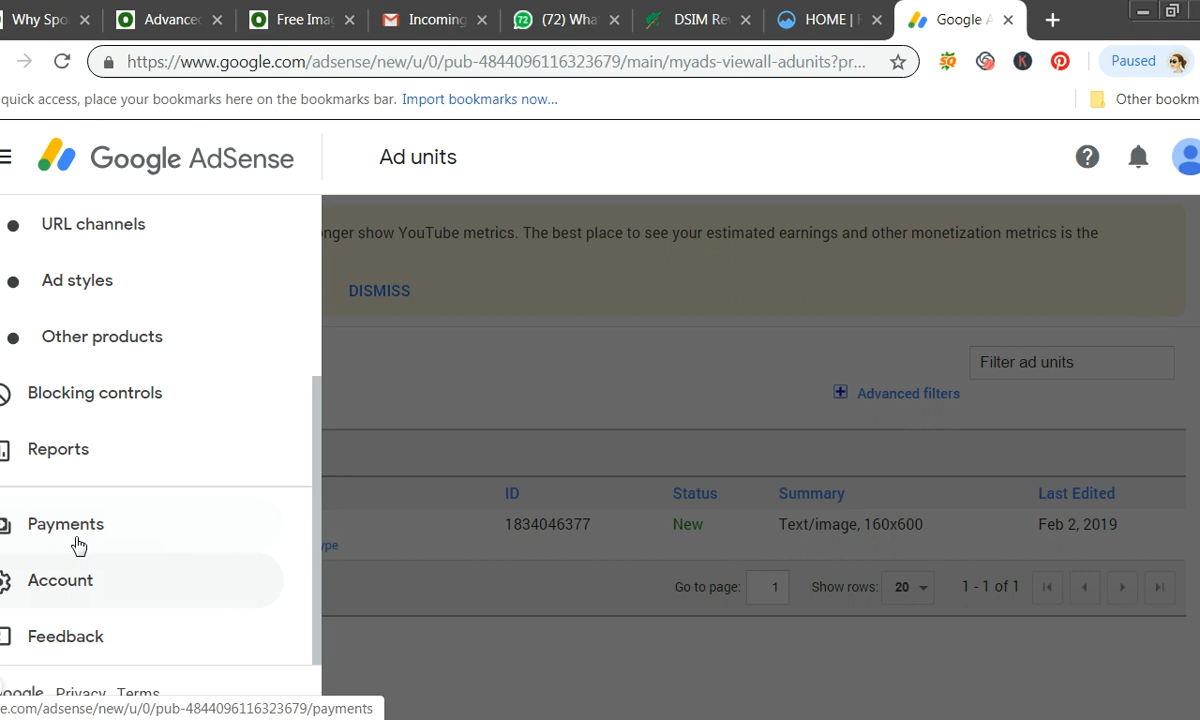 Why Spo
Advanced
Free Ima
Incoming
(72) Wha
DSIM Re
HOME |
Google A
https://www.google.com/adsense/new/u/0/pub-4844096116323679/main/myads-viewall-adunits?pr...
Paused
quick access, place your bookmarks here on the bookmarks bar. Import bookmarks now...
Other bookm
Google AdSense
Ad units
URL channels
Ad styles
Other products
Blocking controls
Reports
Payments
Account
Feedback
Google Privacy Terms
e.com/adsense/new/u/0/pub-4844096116323679/payments
onger show YouTube metrics. The best place to see your estimated earnings and other monetization metrics is the
DISMISS
Filter ad units
Advanced filters
ID Status Summary Last Edited
1834046377 New Text/image, 160x600 Feb 2, 2019
ype
Go to page: 1 Show rows: 20 1 - 1 of 1